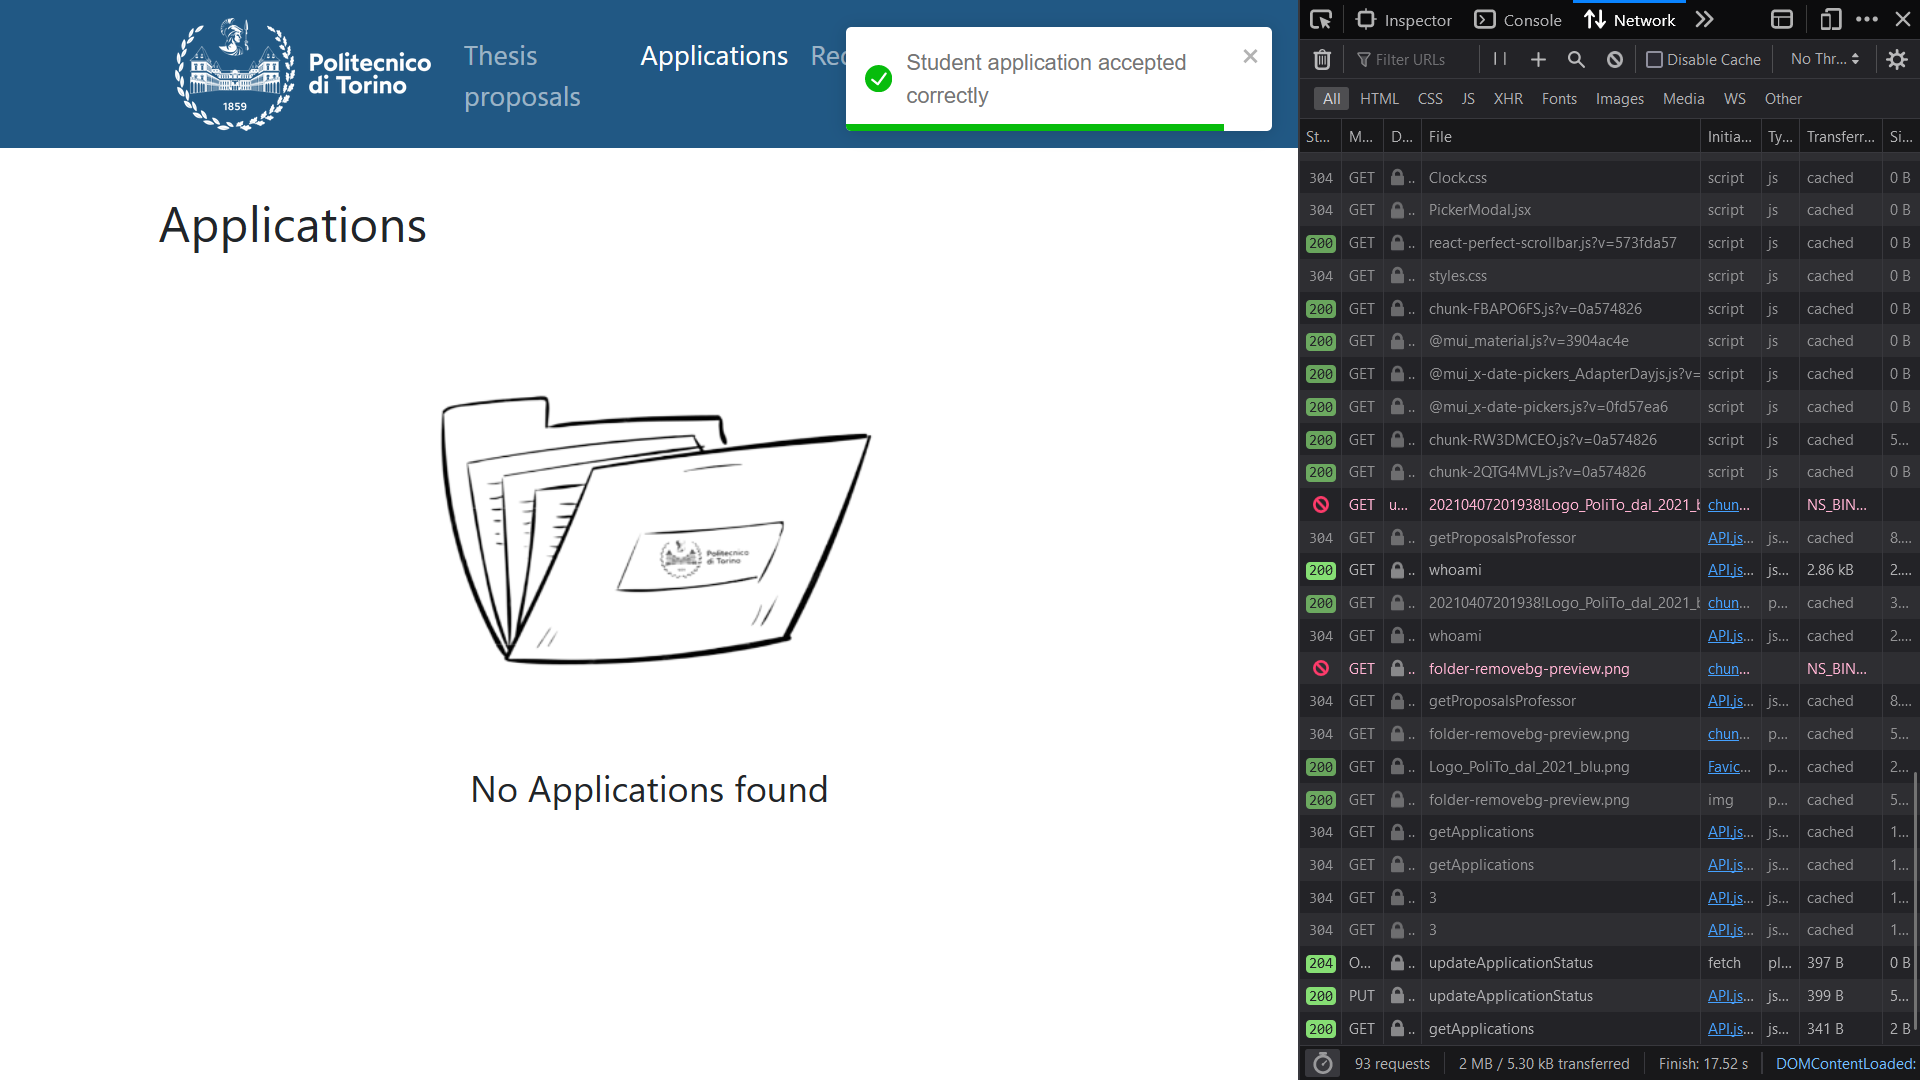 Politecnico
di Torino
1859
Thesis
proposals
Applications
Student application accepted
correctly
Applications
Politecnico
di Torino
No Applications found
Inspector
Console
Network
Filter URLs
Disable Cache
No Thr...
All HTML CSS JS XHR Fonts Images Media WS Other
St... M... D... File Initia... Ty... Transferr... Si...
304 GET .. Clock.css script js cached 0 B
304 GET .. PickerModal.jsx script js cached 0 B
200 GET .. react-perfect-scrollbar.js?v=573fda57 script js cached 0 B
304 GET .. styles.css script js cached 0 B
200 GET .. chunk-FBAPO6FS.js?v=0a574826 script js cached 0 B
200 GET .. @mui_material.js?v=3904ac4e script js cached 0 B
200 GET .. @mui_x-date-pickers_AdapterDayjs.js?v= script js cached 0 B
200 GET .. @mui_x-date-pickers.js?v=0fd57ea6 script js cached 0 B
200 GET .. chunk-RW3DMCEO.js?v=0a574826 script js cached 5...
200 GET .. chunk-2QTG4MVL.js?v=0a574826 script js cached 0 B
GET u... 20210407201938!Logo_PoliTo_dal_2021_b chun... NS_BIN...
304 GET .. getProposalsProfessor API.js... js... cached 8....
200 GET .. whoami API.js... js... 2.86 kB 2....
200 GET .. 20210407201938!Logo_PoliTo_dal_2021_b chun... p... cached 3...
304 GET .. whoami API.js... js... cached 2....
GET .. folder-removebg-preview.png chun... NS_BIN...
304 GET .. getProposalsProfessor API.js... js... cached 8....
304 GET .. folder-removebg-preview.png chun... p... cached 5...
200 GET .. Logo_PoliTo_dal_2021_blu.png Favic... p... cached 2...
200 GET .. folder-removebg-preview.png img p... cached 5...
304 GET .. getApplications API.js... js... cached 1...
304 GET .. getApplications API.js... js... cached 1...
304 GET .. 3 API.js... js... cached 1...
304 GET .. 3 API.js... js... cached 1...
204 O... .. updateApplicationStatus fetch pl... 397 B 0 B
200 PUT .. updateApplicationStatus API.js... js... 399 B 5...
200 GET .. getApplications API.js... js... 341 B 2 B
93 requests 2 MB / 5.30 kB transferred Finish: 17.52 s DOMContentLoaded: